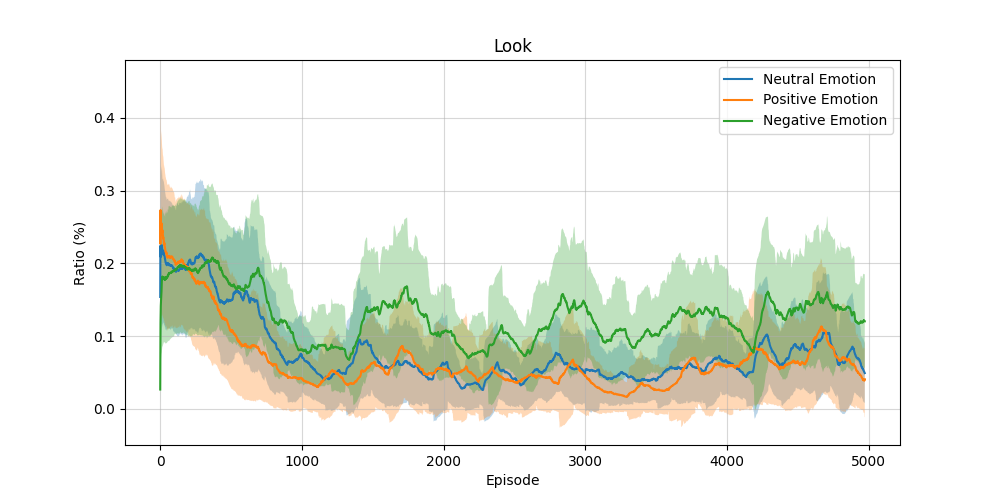 Look
Neutral Emotion
Positive Emotion
Negative Emotion
Ratio (%)
0.4
0.3
0.2
0.1
0.0
0 1000 2000 3000 4000 5000
Episode